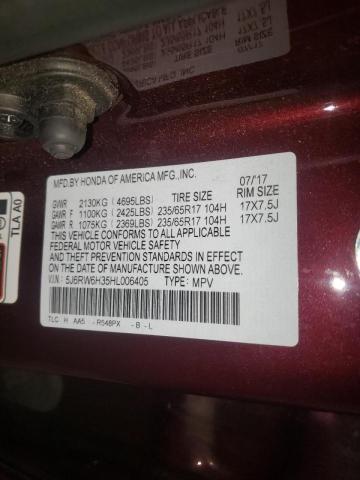 MFD.BY HONDA OF AMERICA MFG.,INC. 07/17
GVWR 2130KG (4695LBS) TIRE SIZE RIM SIZE
GAWR F 1100KG (2425LBS) 235/65R17 104H 17X7.5J
GAWR R 1075KG (2369LBS) 235/65R17 104H 17X7.5J
THIS VEHICLE CONFORMS TO ALL APPLICABLE
FEDERAL MOTOR VEHICLE SAFETY
AND THEFT PREVENTION STANDARDS IN EFFECT
ON THE DATE OF MANUFACTURE SHOWN ABOVE.
V.I.N.: 5J6RW6H35HL006405 TYPE: MPV
TLC H AA5 - R548PX - B - L
TLA A0